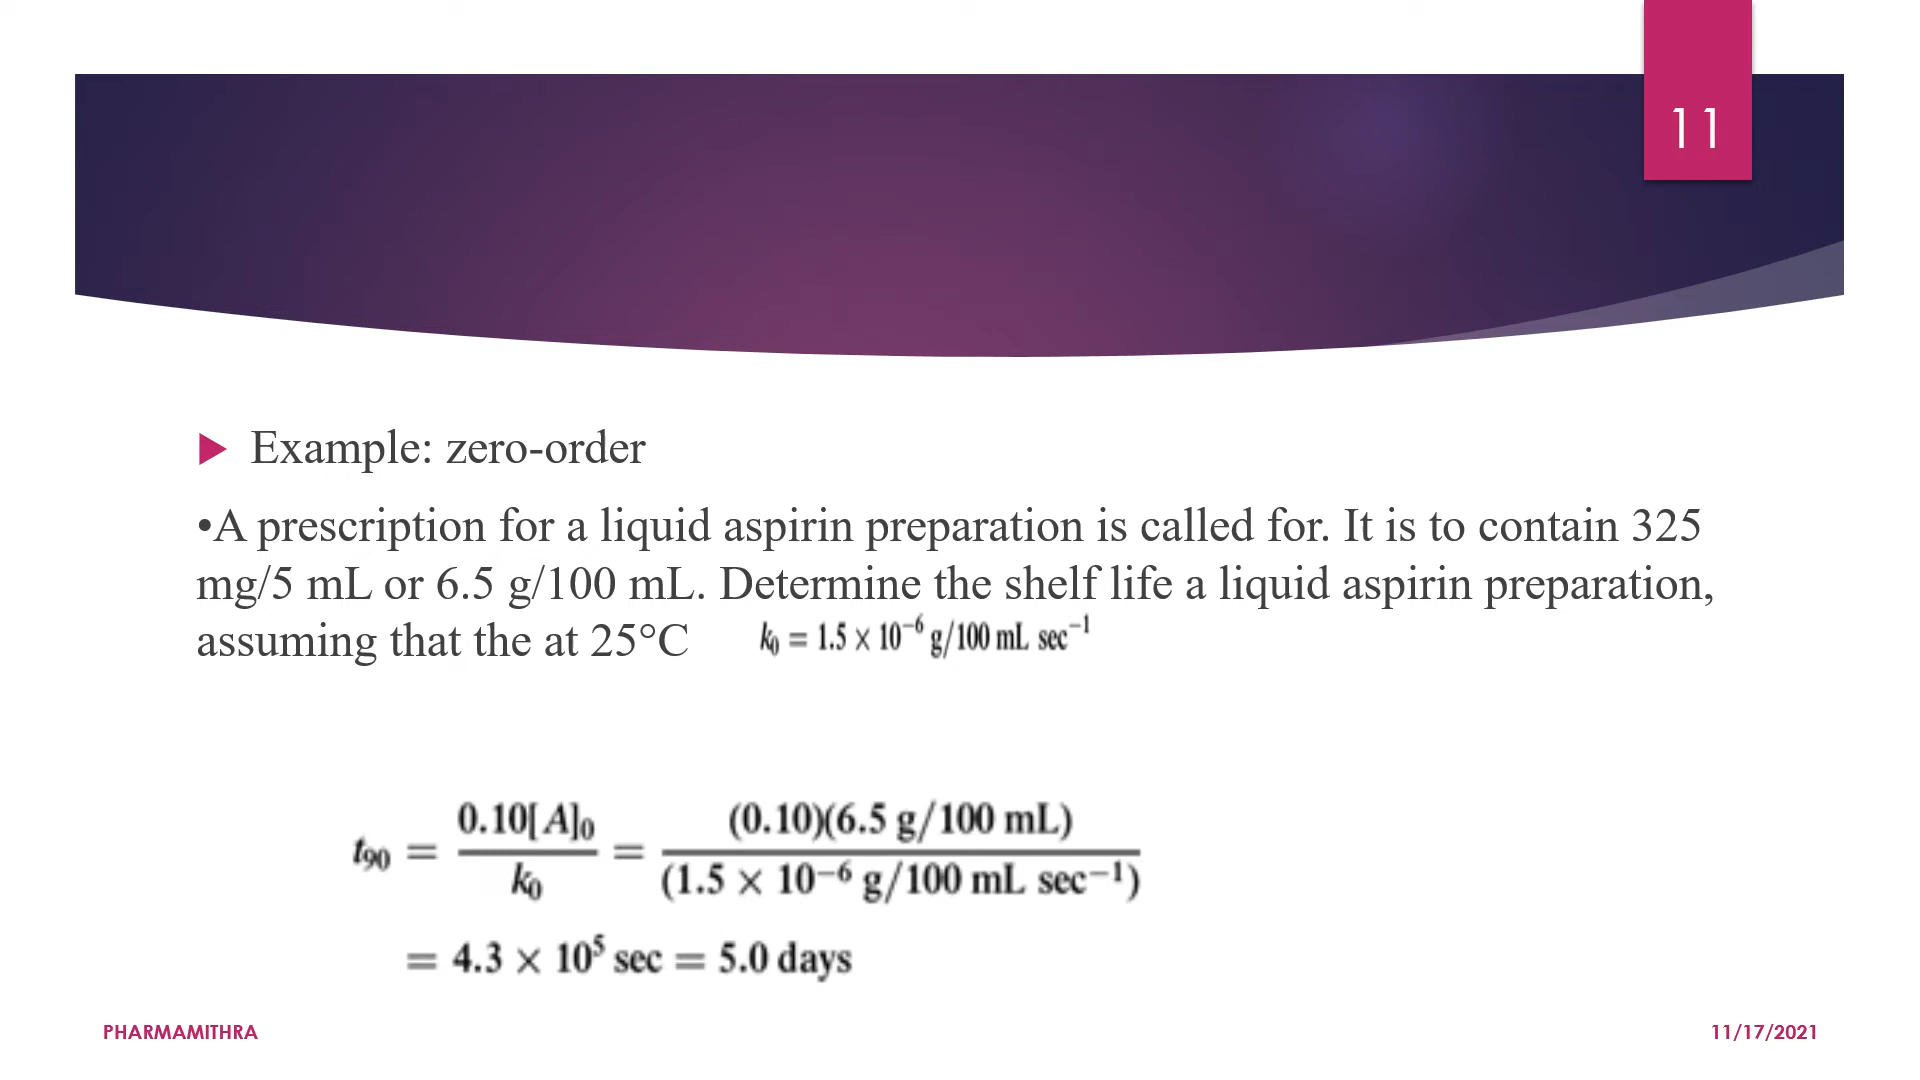 11
Example: zero-order
•A prescription for a liquid aspirin preparation is called for. It is to contain 325
mg/5 mL or 6.5 g/100 mL. Determine the shelf life a liquid aspirin preparation,
assuming that the at 25°C k₀ = 1.5 × 10⁻⁶ g/100 mL sec⁻¹
t₉₀ = 0.10[A]₀ / k₀ = (0.10)(6.5 g/100 mL) / (1.5 × 10⁻⁶ g/100 mL sec⁻¹)
= 4.3 × 10⁵ sec = 5.0 days
PHARMAMITHRA
11/17/2021